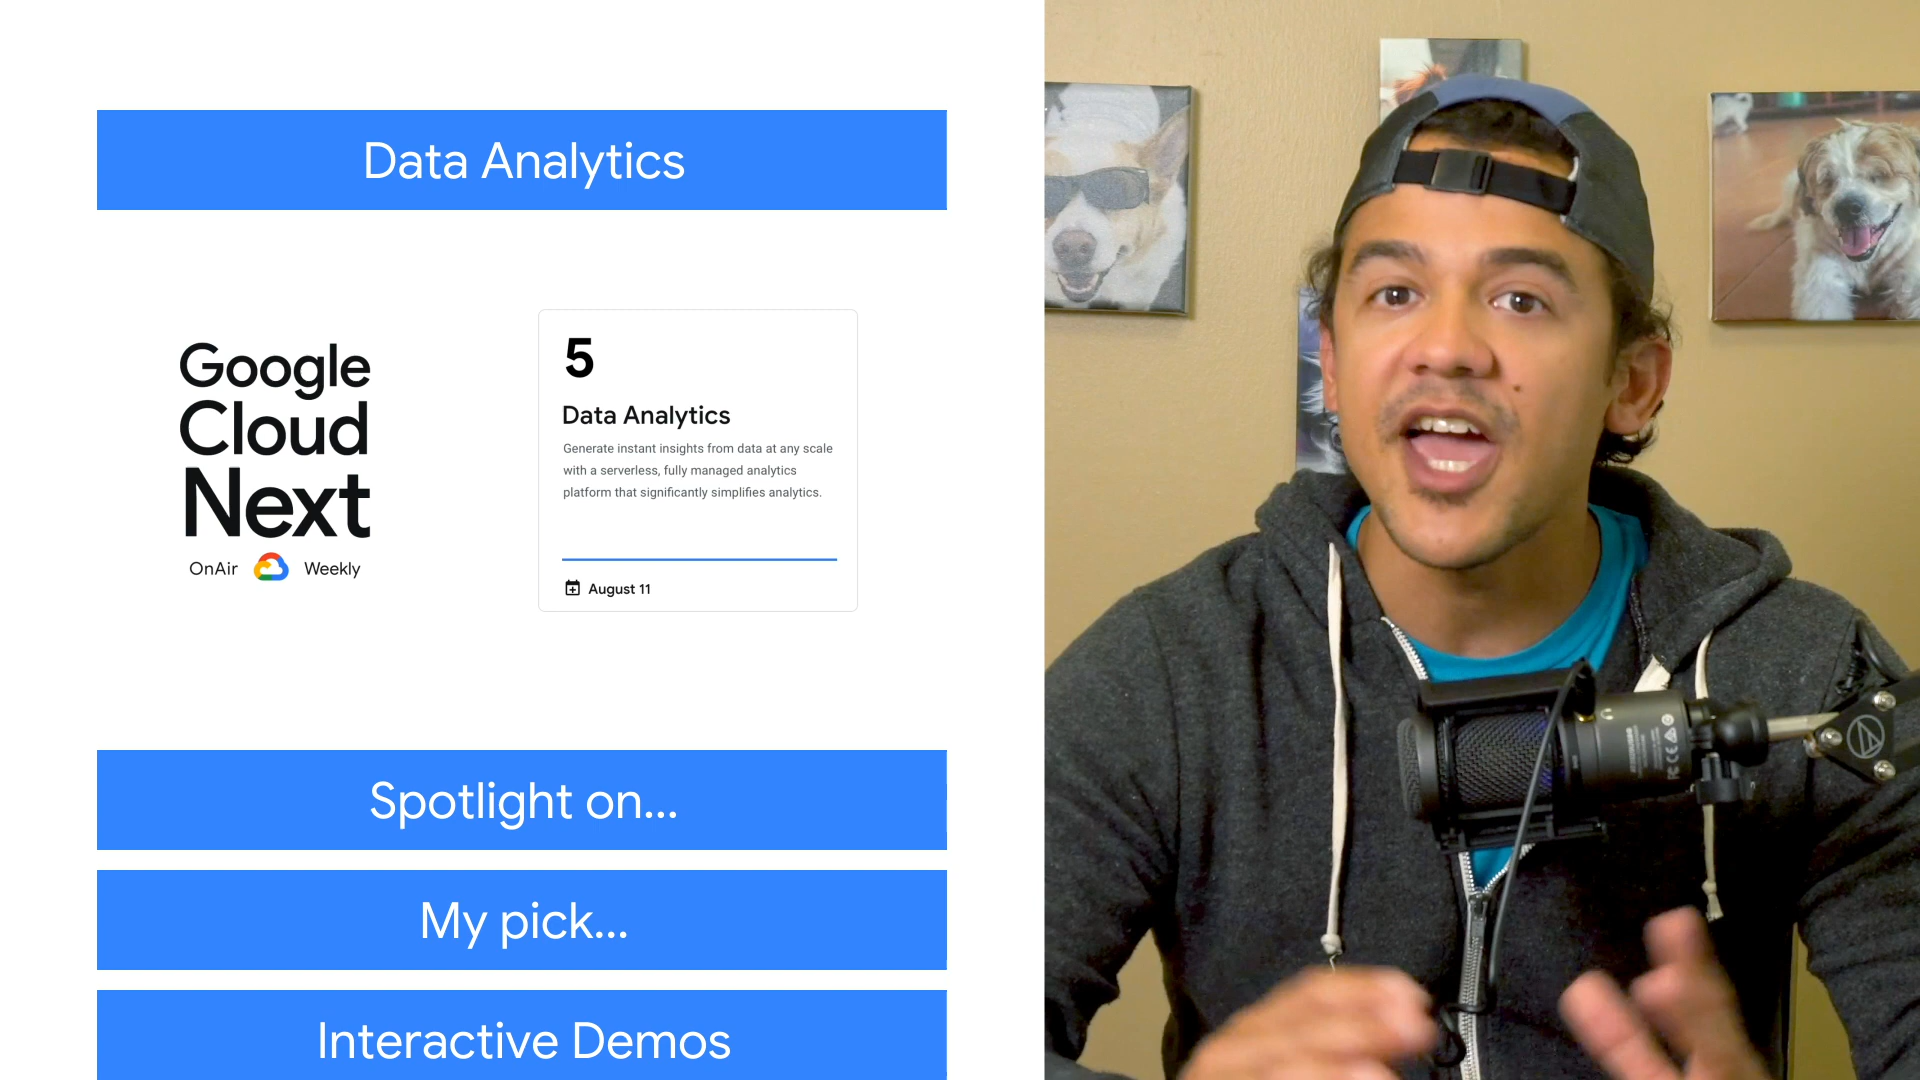 Data Analytics
Google
Cloud
Next
OnAir Weekly
5
Data Analytics
Generate instant insights from data at any scale
with a serverless, fully managed analytics
platform that significantly simplifies analytics.
August 11
Spotlight on...
My pick...
Interactive Demos